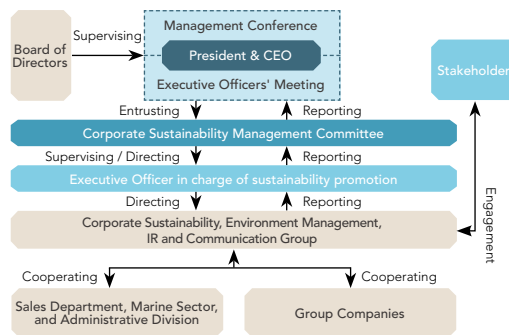 Board of
Directors
Supervising
Management Conference
President & CEO
Executive Officers' Meeting
Stakeholder
Entrusting
Reporting
Corporate Sustainability Management Committee
Supervising / Directing
Reporting
Executive Officer in charge of sustainability promotion
Directing
Reporting
Corporate Sustainability, Environment Management,
IR and Communication Group
Engagement
Cooperating
Cooperating
Sales Department, Marine Sector,
and Administrative Division
Group Companies